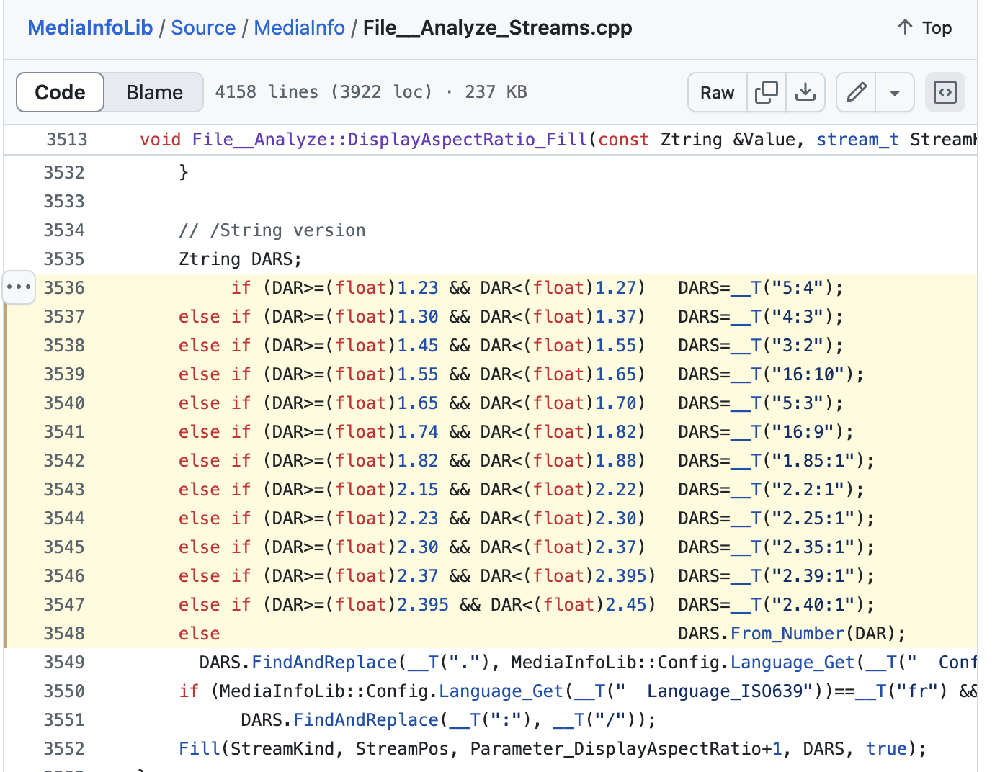 MediaInfoLib / Source / MediaInfo / File__Analyze_Streams.cpp Top
Code Blame 4158 lines (3922 loc) · 237 KB Raw
3513 void File__Analyze::DisplayAspectRatio_Fill(const Ztring &Value, stream_t StreamK
3532 }
3533
3534 // /String version
3535 Ztring DARS;
3536 if (DAR>=(float)1.23 && DAR<(float)1.27) DARS=__T("5:4");
3537 else if (DAR>=(float)1.30 && DAR<(float)1.37) DARS=__T("4:3");
3538 else if (DAR>=(float)1.45 && DAR<(float)1.55) DARS=__T("3:2");
3539 else if (DAR>=(float)1.55 && DAR<(float)1.65) DARS=__T("16:10");
3540 else if (DAR>=(float)1.65 && DAR<(float)1.70) DARS=__T("5:3");
3541 else if (DAR>=(float)1.74 && DAR<(float)1.82) DARS=__T("16:9");
3542 else if (DAR>=(float)1.82 && DAR<(float)1.88) DARS=__T("1.85:1");
3543 else if (DAR>=(float)2.15 && DAR<(float)2.22) DARS=__T("2.2:1");
3544 else if (DAR>=(float)2.23 && DAR<(float)2.30) DARS=__T("2.25:1");
3545 else if (DAR>=(float)2.30 && DAR<(float)2.37) DARS=__T("2.35:1");
3546 else if (DAR>=(float)2.37 && DAR<(float)2.395) DARS=__T("2.39:1");
3547 else if (DAR>=(float)2.395 && DAR<(float)2.45) DARS=__T("2.40:1");
3548 else DARS.From_Number(DAR);
3549 DARS.FindAndReplace(__T("."), MediaInfoLib::Config.Language_Get(__T("  Conf
3550 if (MediaInfoLib::Config.Language_Get(__T("  Language_ISO639"))==__T("fr") &&
3551 DARS.FindAndReplace(__T(":"), __T("/"));
3552 Fill(StreamKind, StreamPos, Parameter_DisplayAspectRatio+1, DARS, true);